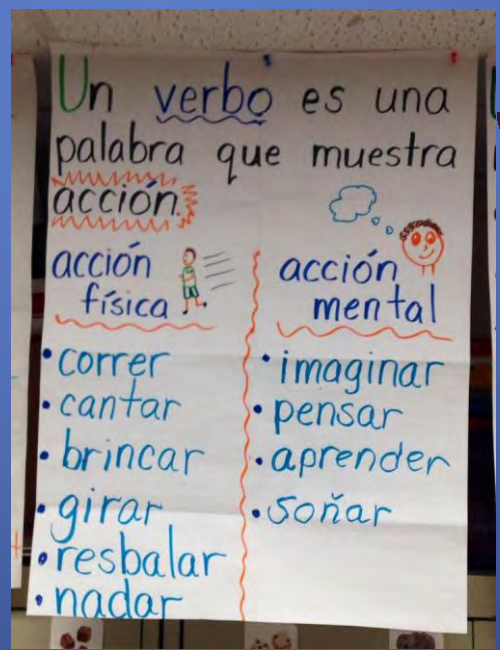 Un verbo es una
palabra que muestra
acción.
acción
física
• correr
• cantar
• brincar
• girar
• resbalar
• nadar
acción
mental
• imaginar
• pensar
• aprender
• soñar